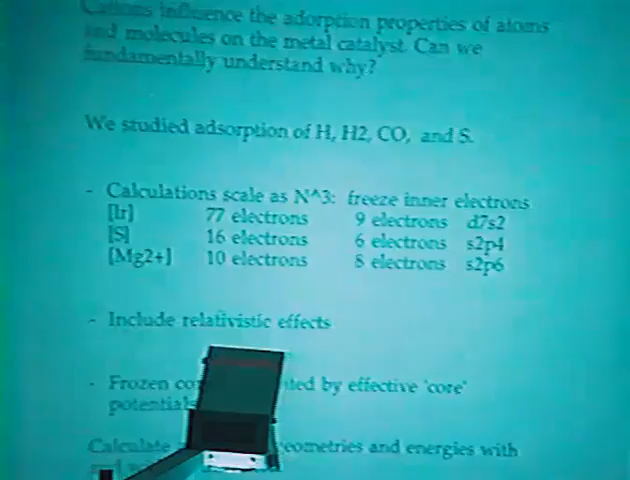 Cations influence the adorption properties of atoms
and molecules on the metal catalyst. Can we
fundamentally understand why?
We studied adsorption of H, H2, CO, and S.
- Calculations scale as N^3: freeze inner electrons
[Ir] 77 electrons 9 electrons d7s2
[S] 16 electrons 6 electrons s2p4
[Mg2+] 10 electrons 8 electrons s2p6
- Include relativistic effects
- Frozen by effective 'core'
potentials
Calculate geometries and energies with